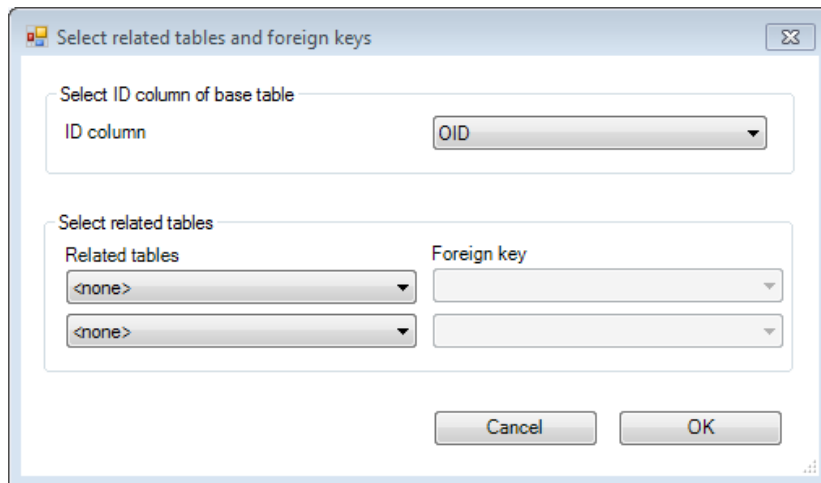 Select related tables and foreign keys
Select ID column of base table
ID column OID
Select related tables
Related tables Foreign key
<none>
<none>
Cancel OK